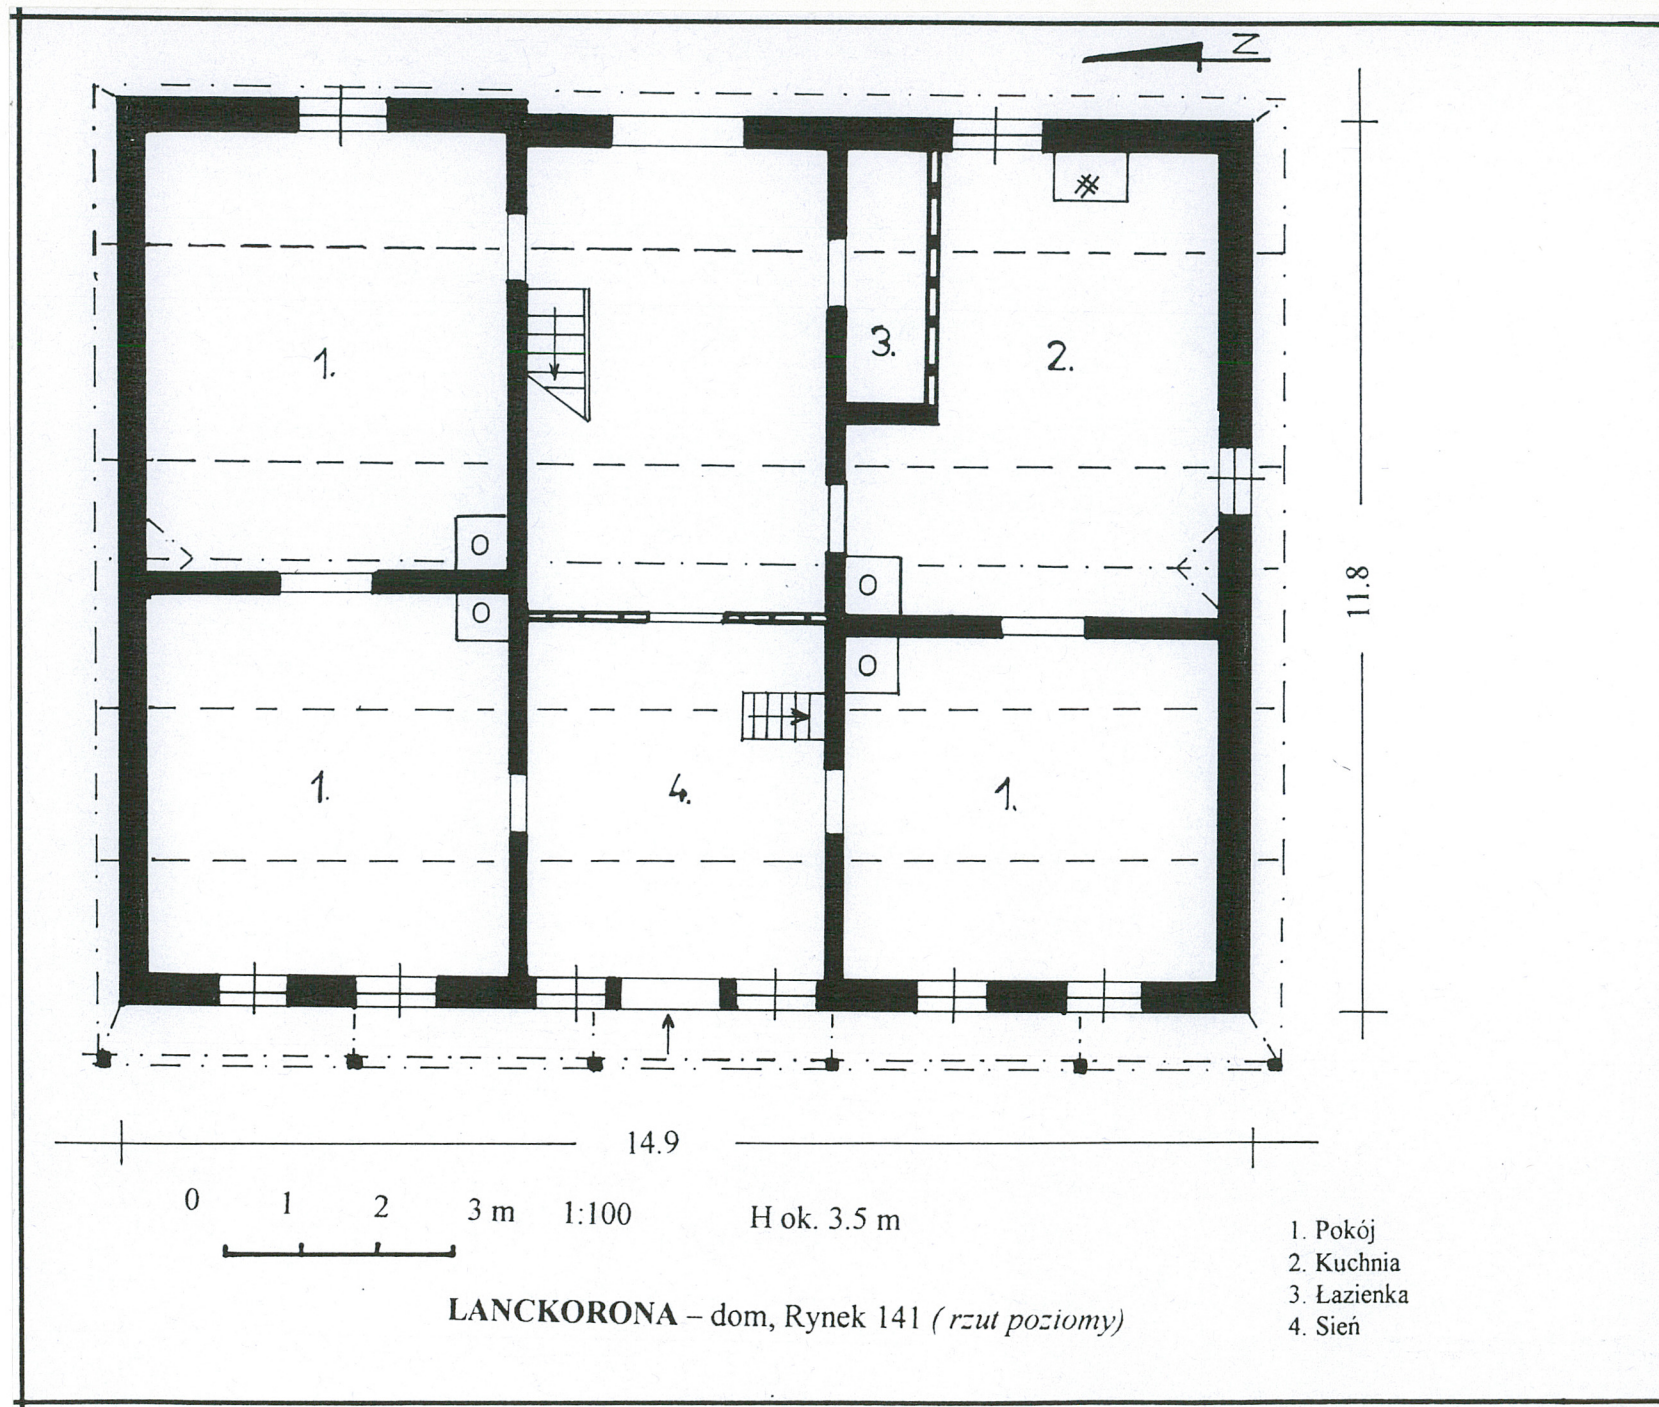 N
1.
3.
2.
O
O
O
O
1.
4.
1.
11.8
14.9
0 1 2 3 m 1:100 H ok. 3.5 m
1. Pokój
2. Kuchnia
3. Łazienka
4. Sień
LANCKORONA – dom, Rynek 141 ( rzut poziomy)